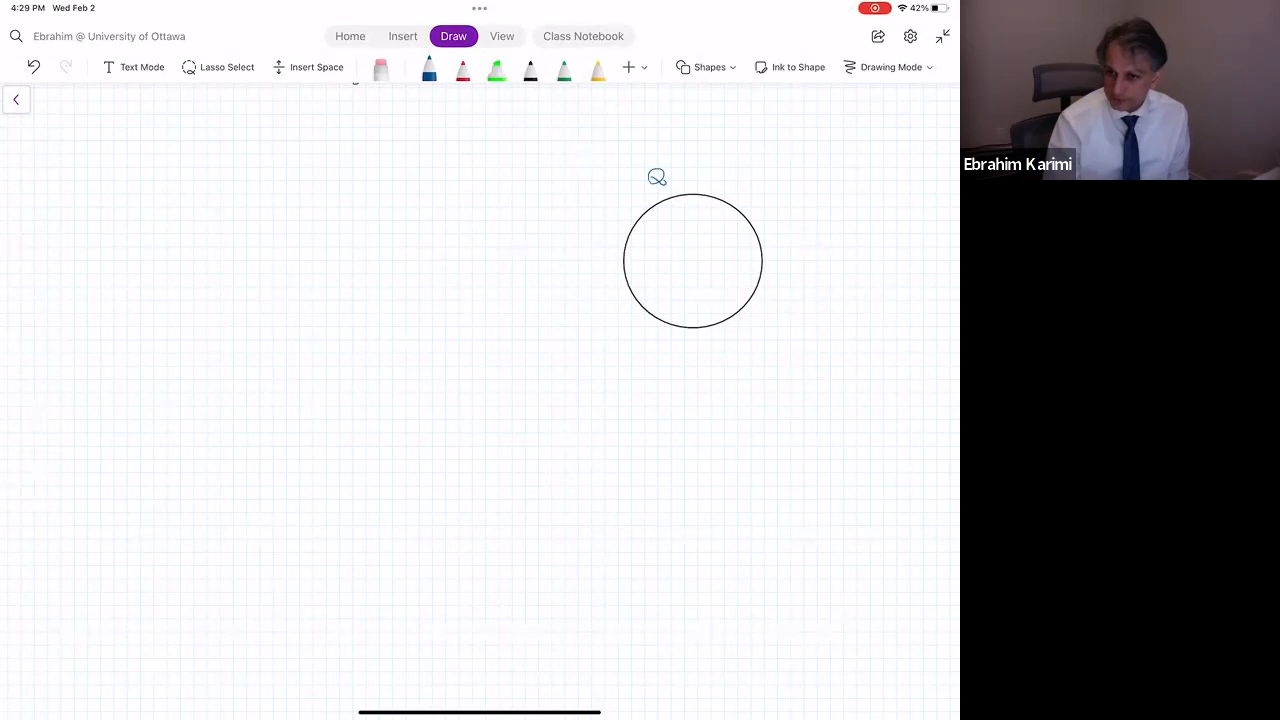 4:29 PM Wed Feb 2
42%
Ebrahim @ University of Ottawa
Home Insert Draw View Class Notebook
Text Mode Lasso Select Insert Space Shapes Ink to Shape Drawing Mode
Q
Ebrahim Karimi